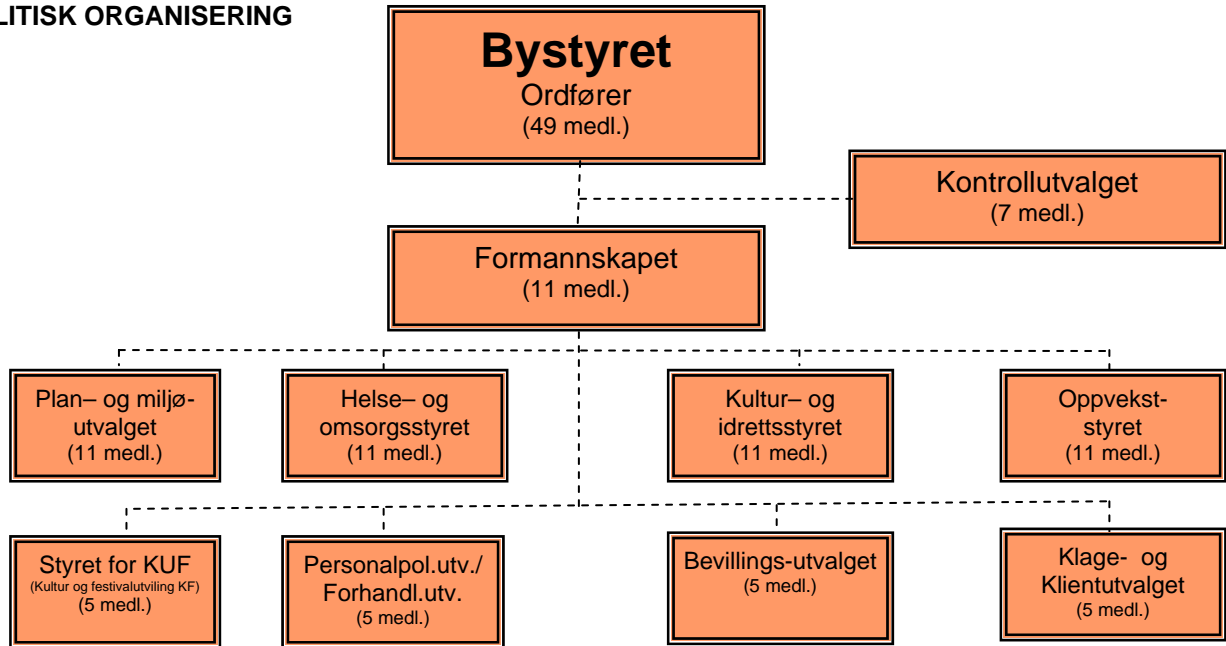 LITISK ORGANISERING
Bystyret
Ordfører
(49 medl.)
Kontrollutvalget
(7 medl.)
Formannskapet
(11 medl.)
Plan– og miljø-
utvalget
(11 medl.)
Helse– og
omsorgsstyret
(11 medl.)
Kultur– og
idrettsstyret
(11 medl.)
Oppvekst-
styret
(11 medl.)
Styret for KUF
(Kultur og festivalutviling KF)
(5 medl.)
Personalpol.utv./
Forhandl.utv.
(5 medl.)
Bevillings-utvalget
(5 medl.)
Klage- og
Klientutvalget
(5 medl.)